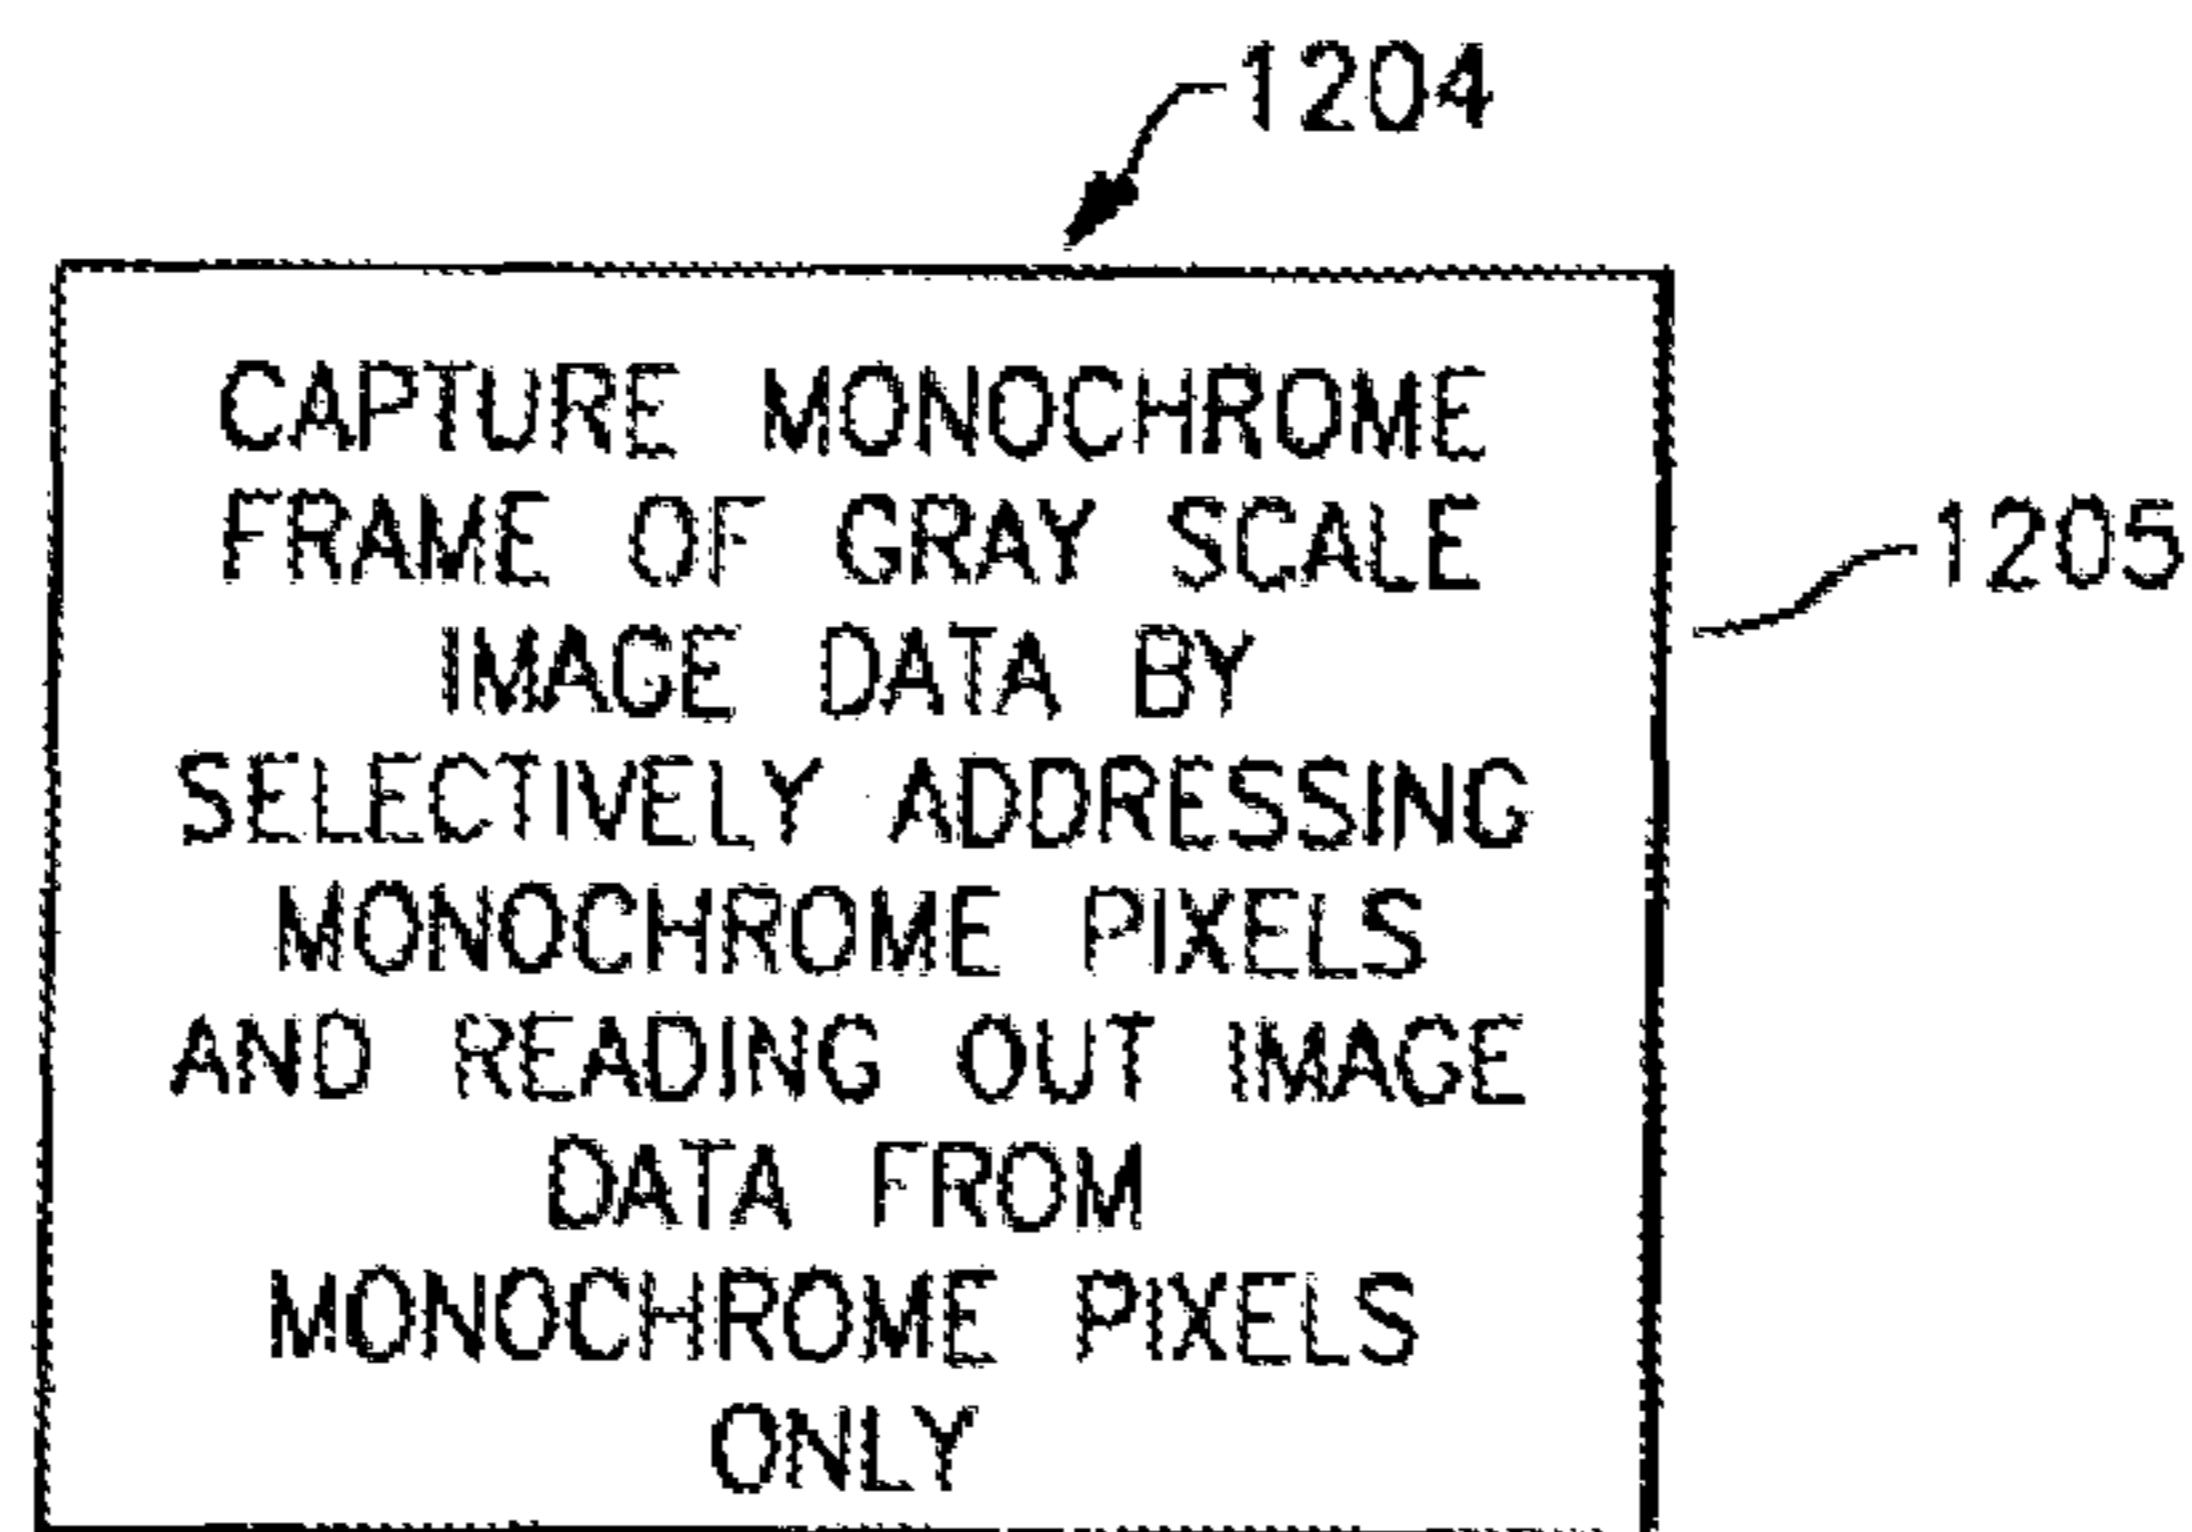 1204
CAPTURE MONOCHROME
FRAME OF GRAY SCALE
1205
IMAGE DATA BY
SELECTIVELY ADDRESSING
MONOCHROME PIXELS
AND READING OUT IMAGE
DATA FROM
MONOCHROME PIXELS
ONLY